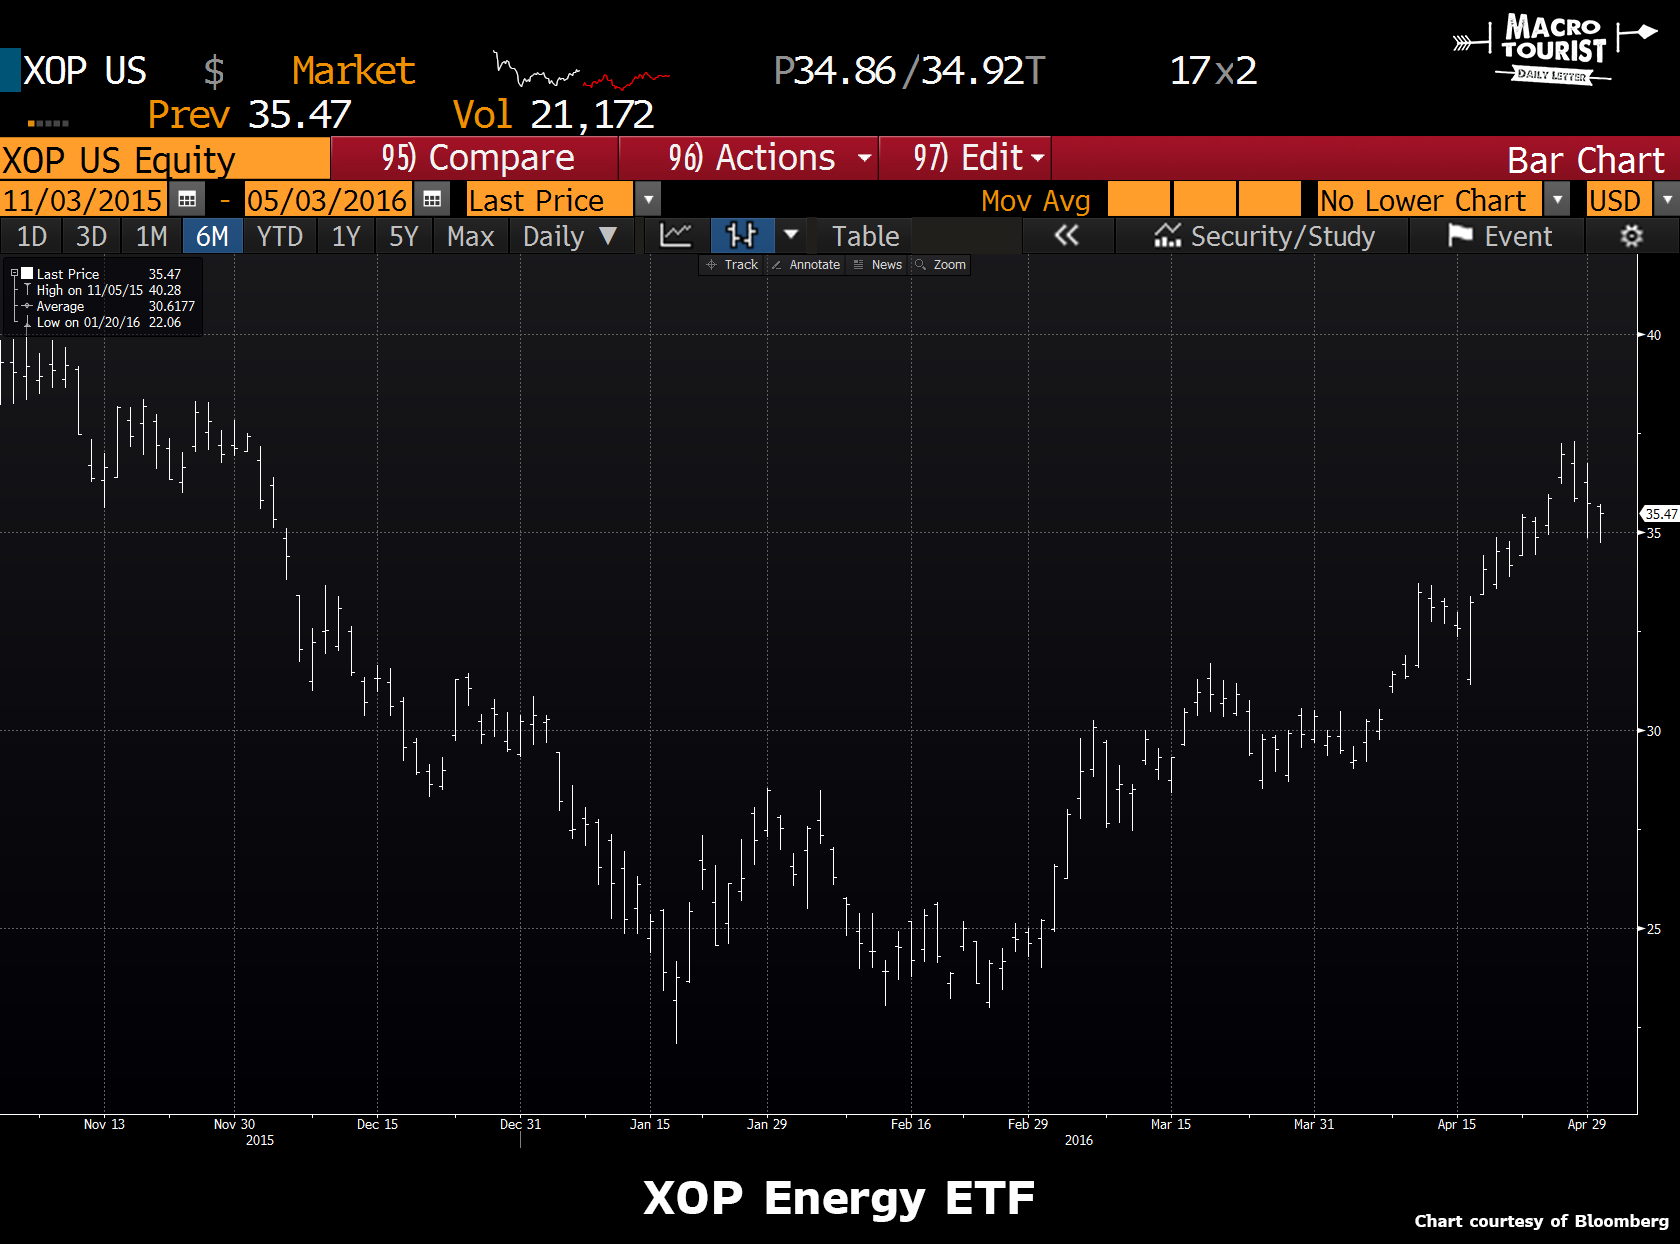 MACRO
TOURIST
DAILY LETTER
XOP US $ Market P34.86/34.92T 17x2
Prev 35.47 Vol 21,172
XOP US Equity 95) Compare 96) Actions 97) Edit Bar Chart
11/03/2015 - 05/03/2016 Last Price Mov Avg No Lower Chart USD
1D 3D 1M 6M YTD 1Y 5Y Max Daily ▼ Table « Security/Study Event
Track Annotate News Zoom
Last Price 35.47
High on 11/05/15 40.28
Average 30.6177
Low on 01/20/16 22.06
40
35.47
35
30
25
Nov 13 Nov 30 Dec 15 Dec 31 Jan 15 Jan 29 Feb 16 Feb 29 Mar 15 Mar 31 Apr 15 Apr 29
2015 2016
XOP Energy ETF
Chart courtesy of Bloomberg